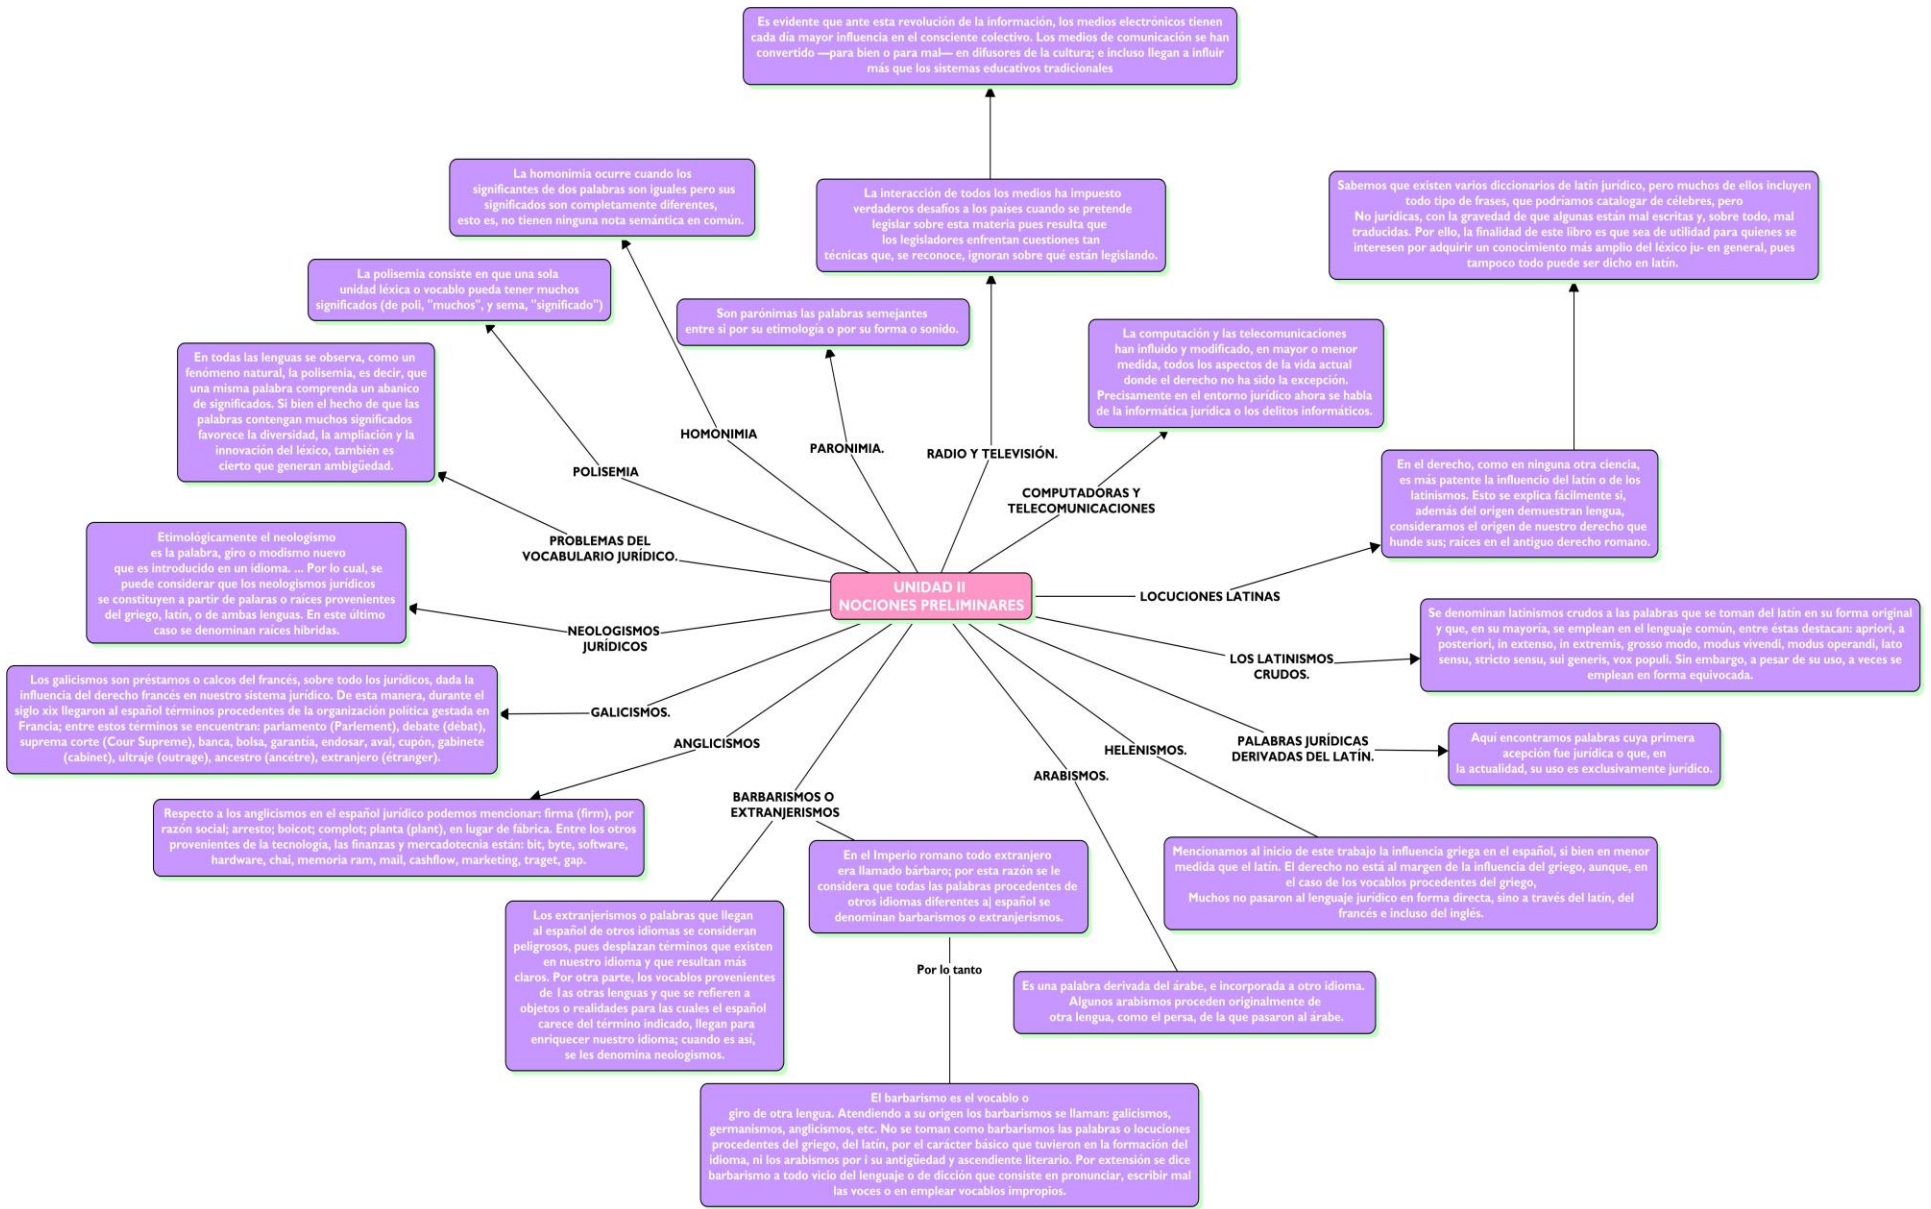 Es evidente que ante esta revolución de la información, los medios electrónicos tienen
cada día mayor influencia en el consciente colectivo. Los medios de comunicación se han
convertido —para bien o para mal— en difusores de la cultura; e incluso llegan a influir
más que los sistemas educativos tradicionales
La homonimia ocurre cuando los
significantes de dos palabras son iguales pero sus
significados son completamente diferentes,
esto es, no tienen ninguna nota semántica en común.
La interacción de todos los medios ha impuesto
verdaderos desafíos a los países cuando se pretende
legislar sobre esta materia pues resulta que
los legisladores enfrentan cuestiones tan
técnicas que, se reconoce, ignoran sobre qué están legislando.
Sabemos que existen varios diccionarios de latín jurídico, pero muchos de ellos incluyen
todo tipo de frases, que podríamos catalogar de célebres, pero
No jurídicas, con la gravedad de que algunas están mal escritas y, sobre todo, mal
traducidas. Por ello, la finalidad de este libro es que sea de utilidad para quienes se
interesen por adquirir un conocimiento más amplio del léxico ju- en general, pues
tampoco todo puede ser dicho en latín.
La polisemia consiste en que una sola
unidad léxica o vocablo pueda tener muchos
significados (de poli, "muchos", y sema, "significado")
Son parónimas las palabras semejantes
entre si por su etimología o por su forma o sonido.
La computación y las telecomunicaciones
han influido y modificado, en mayor o menor
medida, todos los aspectos de la vida actual
donde el derecho no ha sido la excepción.
Precisamente en el entorno jurídico ahora se habla
de la informática jurídica o los delitos informáticos.
En todas las lenguas se observa, como un
fenómeno natural, la polisemia, es decir, que
una misma palabra comprenda un abanico
de significados. Si bien el hecho de que las
palabras contengan muchos significados
favorece la diversidad, la ampliación y la
innovación del léxico, también es
cierto que generan ambigüedad.
HOMONIMIA
PARONIMIA.
RADIO Y TELEVISIÓN.
POLISEMIA
COMPUTADORAS Y
TELECOMUNICACIONES
En el derecho, como en ninguna otra ciencia,
es más patente la influencio del latín o de los
latinismos. Esto se explica fácilmente si,
además del origen demuestran lengua,
consideramos el origen de nuestro derecho que
hunde sus; raíces en el antiguo derecho romano.
PROBLEMAS DEL
VOCABULARIO JURÍDICO.
Etimológicamente el neologismo
es la palabra, giro o modismo nuevo
que es introducido en un idioma. ... Por lo cual, se
puede considerar que los neologismos jurídicos
se constituyen a partir de palaras o raíces provenientes
del griego, latín, o de ambas lenguas. En este último
caso se denominan raíces hibridas.
UNIDAD II
NOCIONES PRELIMINARES
LOCUCIONES LATINAS
Se denominan latinismos crudos a las palabras que se toman del latín en su forma original
y que, en su mayoría, se emplean en el lenguaje común, entre éstas destacan: apriori, a
posteriori, in extenso, in extremis, grosso modo, modus vivendi, modus operandi, lato
sensu, stricto sensu, sui generis, vox populi. Sin embargo, a pesar de su uso, a veces se
emplean en forma equivocada.
NEOLOGISMOS
JURÍDICOS
LOS LATINISMOS
CRUDOS.
Los galicismos son préstamos o calcos del francés, sobre todo los jurídicos, dada la
influencia del derecho francés en nuestro sistema jurídico. De esta manera, durante el
siglo xix llegaron al español términos procedentes de la organización política gestada en
Francia; entre estos términos se encuentran: parlamento (Parlement), debate (débat),
suprema corte (Cour Supreme), banca, bolsa, garantía, endosar, aval, cupón, gabinete
(cabinet), ultraje (outrage), ancestro (ancétre), extranjero (étranger).
GALICISMOS.
ANGLICISMOS
HELENISMOS.
PALABRAS JURÍDICAS
DERIVADAS DEL LATÍN.
Aquí encontramos palabras cuya primera
acepción fue jurídica o que, en
la actualidad, su uso es exclusivamente jurídico.
ARABISMOS.
BARBARISMOS O
EXTRANJERISMOS
Respecto a los anglicismos en el español jurídico podemos mencionar: firma (firm), por
razón social; arresto; boicot; complot; planta (plant), en lugar de fábrica. Entre los otros
provenientes de la tecnología, las finanzas y mercadotecnia están: bit, byte, software,
hardware, chai, memoria ram, mail, cashflow, marketing, traget, gap.
En el Imperio romano todo extranjero
era llamado bárbaro; por esta razón se le
considera que todas las palabras procedentes de
otros idiomas diferentes a| español se
denominan barbarismos o extranjerismos.
Mencionamos al inicio de este trabajo la influencia griega en el español, si bien en menor
medida que el latín. El derecho no está al margen de la influencia del griego, aunque, en
el caso de los vocablos procedentes del griego,
Muchos no pasaron al lenguaje jurídico en forma directa, sino a través del latín, del
francés e incluso del inglés.
Los extranjerismos o palabras que llegan
al español de otros idiomas se consideran
peligrosos, pues desplazan términos que existen
en nuestro idioma y que resultan más
claros. Por otra parte, los vocablos provenientes
de 1as otras lenguas y que se refieren a
objetos o realidades para las cuales el español
carece del término indicado, llegan para
enriquecer nuestro idioma; cuando es así,
se les denomina neologismos.
Por lo tanto
Es una palabra derivada del árabe, e incorporada a otro idioma.
Algunos arabismos proceden originalmente de
otra lengua, como el persa, de la que pasaron al árabe.
El barbarismo es el vocablo o
giro de otra lengua. Atendiendo a su origen los barbarismos se llaman: galicismos,
germanismos, anglicismos, etc. No se toman como barbarismos las palabras o locuciones
procedentes del griego, del latín, por el carácter básico que tuvieron en la formación del
idioma, ni los arabismos por i su antigüedad y ascendiente literario. Por extensión se dice
barbarismo a todo vicio del lenguaje o de dicción que consiste en pronunciar, escribir mal
las voces o en emplear vocablos impropios.